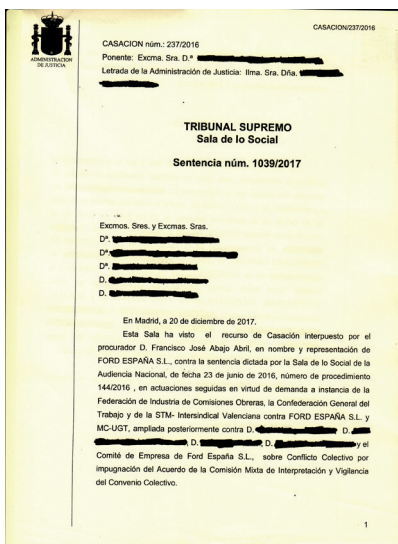 CASACION/237/2016
ADMINISTRACION
DE JUSTICIA
CASACION núm.: 237/2016
Ponente: Excma. Sra. D.ª
Letrada de la Administración de Justicia: Ilma. Sra. Dña.
TRIBUNAL SUPREMO
Sala de lo Social
Sentencia núm. 1039/2017
Excmos. Sres. y Excmas. Sras.
Dª.
Dª.
Dª.
D.
D.
En Madrid, a 20 de diciembre de 2017.
Esta Sala ha visto el recurso de Casación interpuesto por el
procurador D. Francisco José Abajo Abril, en nombre y representación de
FORD ESPAÑA S.L., contra la sentencia dictada por la Sala de lo Social de la
Audiencia Nacional, de fecha 23 de junio de 2016, número de procedimiento
144/2016 , en actuaciones seguidas en virtud de demanda a instancia de la
Federación de Industria de Comisiones Obreras, la Confederación General del
Trabajo y de la STM- Intersindical Valenciana contra FORD ESPAÑA S.L. y
MC-UGT, ampliada posteriormente contra D. D.
, D. , D. y el
Comité de Empresa de Ford España S.L., sobre Conflicto Colectivo por
impugnación del Acuerdo de la Comisión Mixta de Interpretación y Vigilancia
del Convenio Colectivo.
1